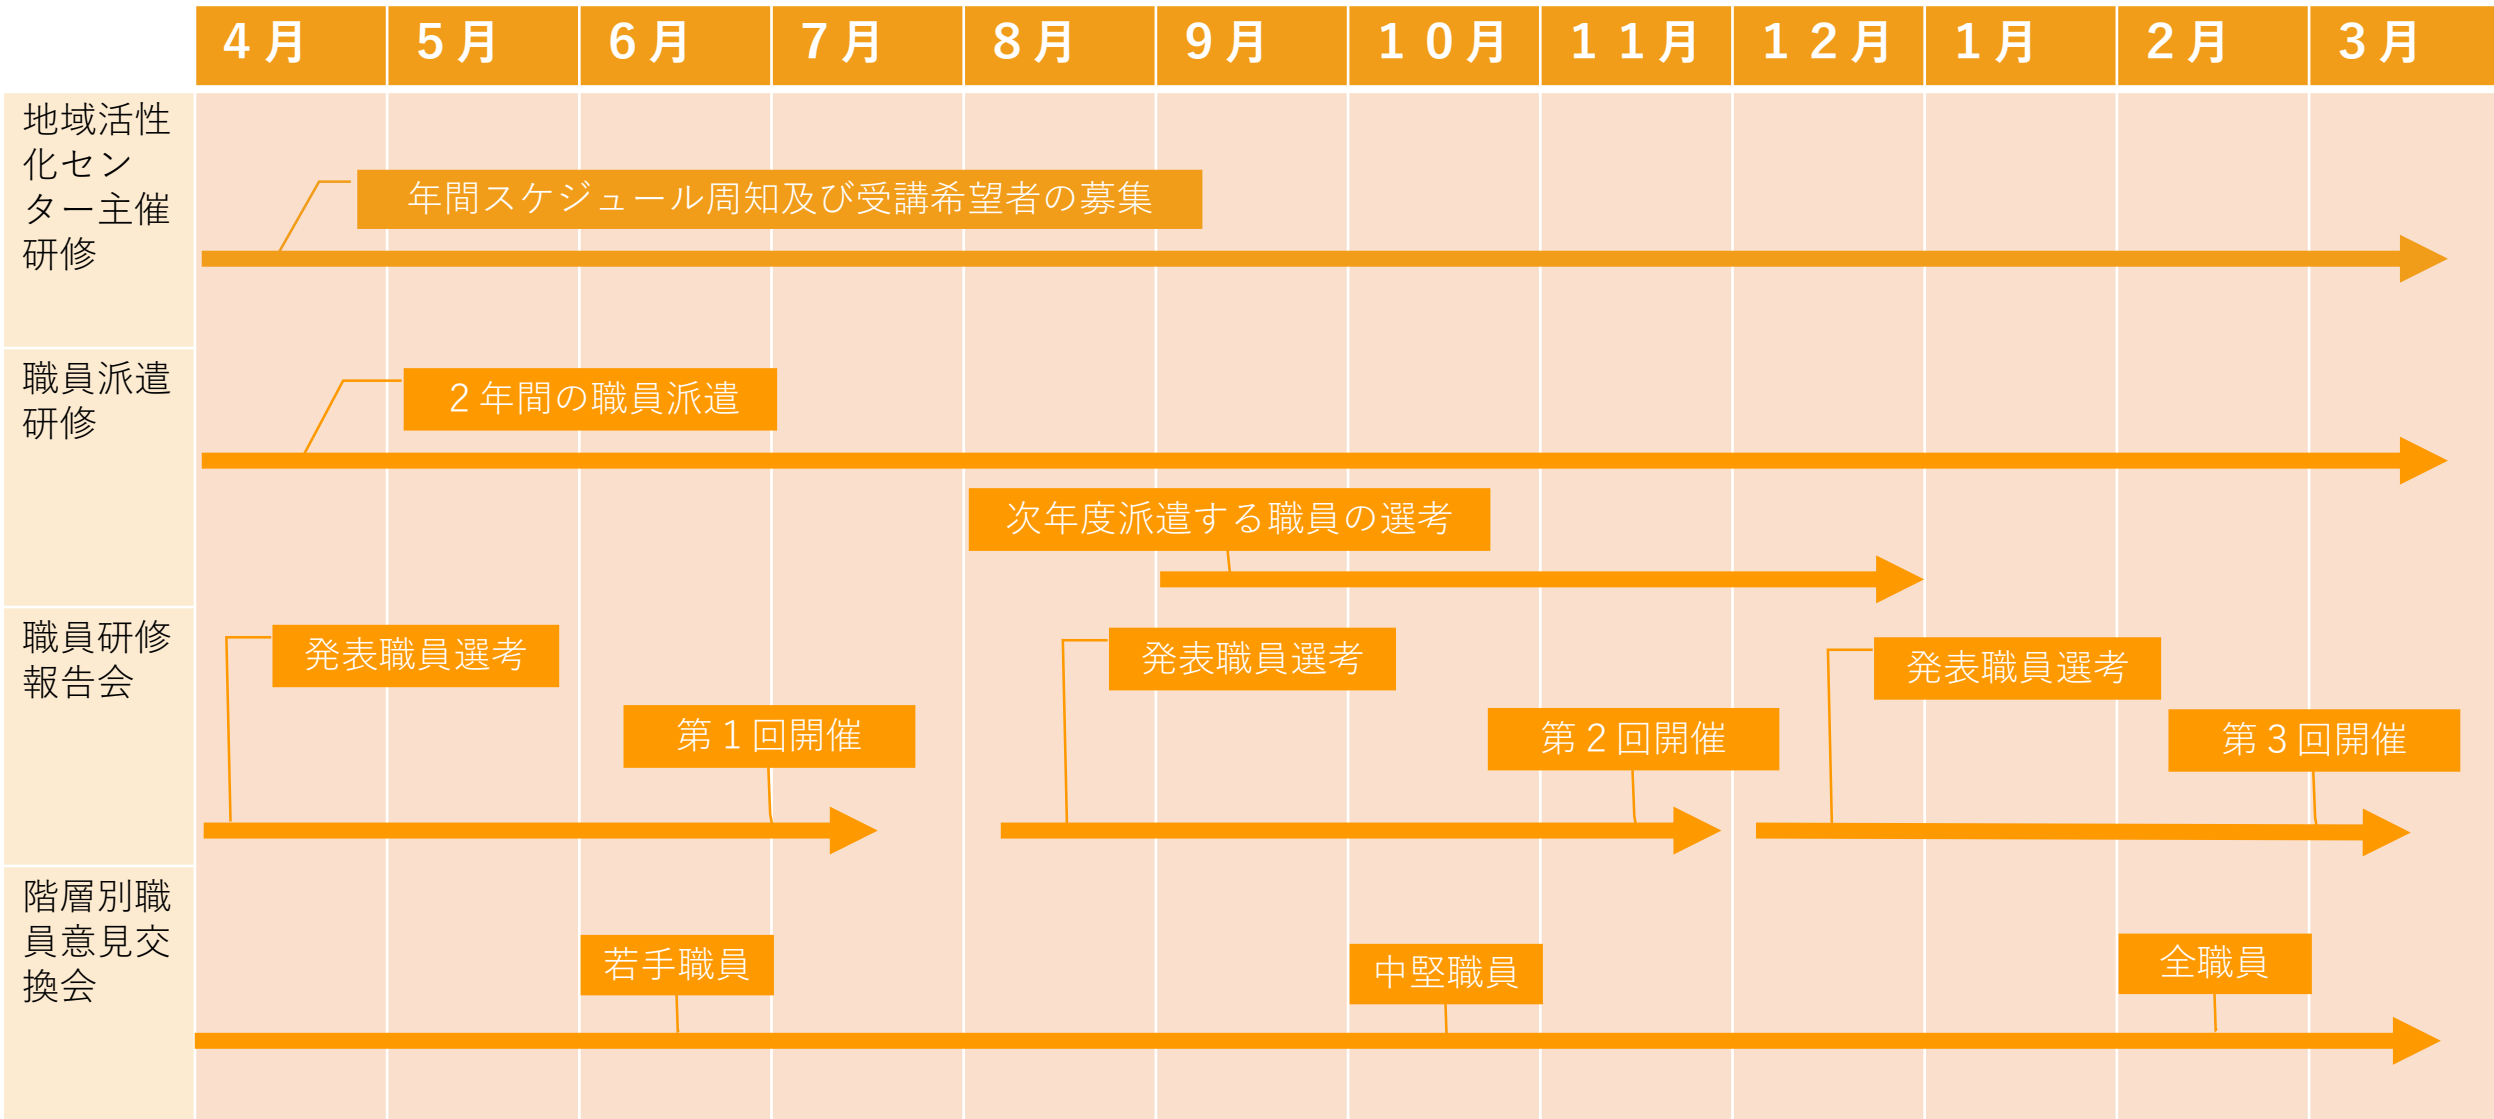 4月 5月 6月 7月 8月 9月 10月 11月 12月 1月 2月 3月
地域活性
化セン
ター主催
研修
年間スケジュール周知及び受講希望者の募集
職員派遣
研修
2年間の職員派遣
次年度派遣する職員の選考
職員研修
報告会
発表職員選考
発表職員選考
発表職員選考
第1回開催
第2回開催
第3回開催
階層別職
員意見交
換会
若手職員
中堅職員
全職員